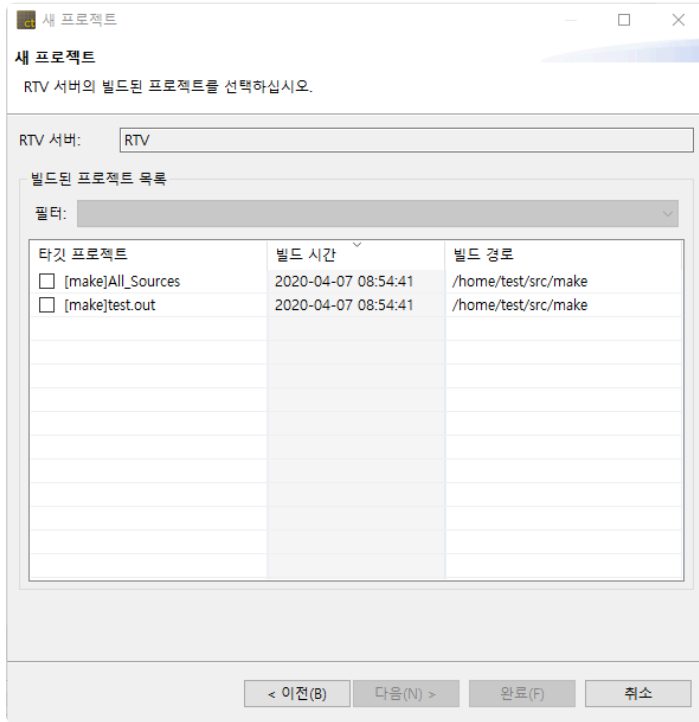 ct 새 프로젝트
새 프로젝트
RTV 서버의 빌드된 프로젝트를 선택하십시오.
RTV 서버: RTV
빌드된 프로젝트 목록
필터:
타깃 프로젝트 빌드 시간 빌드 경로
[make]All_Sources 2020-04-07 08:54:41 /home/test/src/make
[make]test.out 2020-04-07 08:54:41 /home/test/src/make
< 이전(B) 다음(N) > 완료(F) 취소